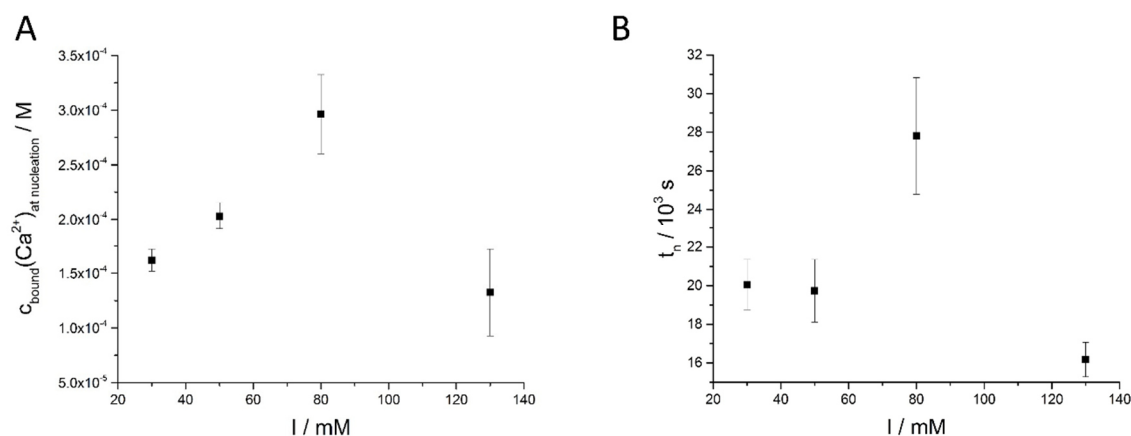 A
3.5x10⁻⁴
3.0x10⁻⁴
2.5x10⁻⁴
2.0x10⁻⁴
1.5x10⁻⁴
1.0x10⁻⁴
5.0x10⁻⁵
c_bound(Ca²⁺)_at nucleation / M
20 40 60 80 100 120 140
I / mM
B
32
30
28
26
24
22
20
18
16
t_n / 10³ s
20 40 60 80 100 120 140
I / mM